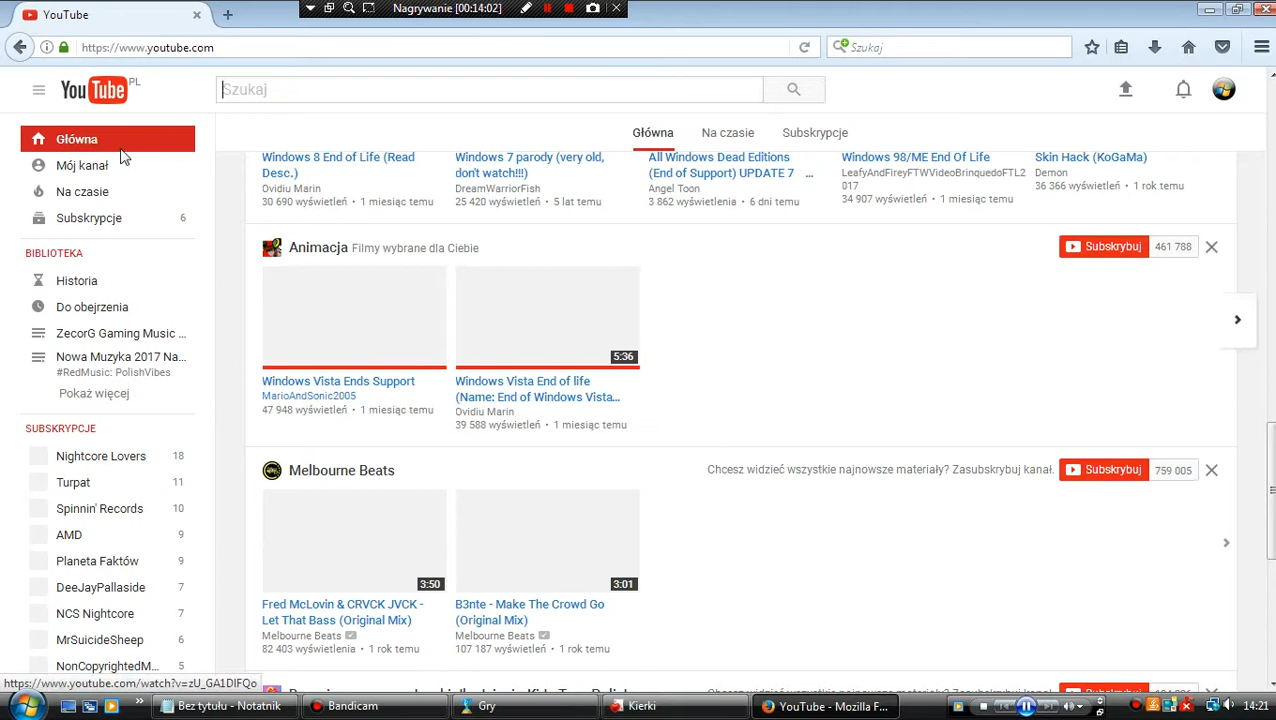 YouTube
Nagrywanie [00:14:02]
https://www.youtube.com
Szukaj
YouTube PL
Szukaj
Główna
Mój kanał
Na czasie
Subskrypcje 6
BIBLIOTEKA
Historia
Do obejrzenia
ZecorG Gaming Music ...
Nowa Muzyka 2017 Na...
#RedMusic: PolishVibes
Pokaż więcej
SUBSKRYPCJE
Nightcore Lovers 18
Turpat 11
Spinnin' Records 10
AMD 9
Planeta Faktów 9
DeeJayPallaside 7
NCS Nightcore 7
MrSuicideSheep 6
NonCopyrightedM... 5
Główna Na czasie Subskrypcje
Windows 8 End of Life (Read
Desc.)
Ovidiu Marin
30 690 wyświetleń • 1 miesiąc temu
Windows 7 parody (very old,
don't watch!!!)
DreamWarriorFish
25 420 wyświetleń • 5 lat temu
All Windows Dead Editions
(End of Support) UPDATE 7 ...
Angel Toon
3 862 wyświetlenia • 6 dni temu
Windows 98/ME End Of Life
LeafyAndFireyFTWVideoBrinquedoFTL2
017
34 907 wyświetleń • 1 miesiąc temu
Skin Hack (KoGaMa)
Demon
36 366 wyświetleń • 1 rok temu
Animacja Filmy wybrane dla Ciebie
Subskrybuj 461 788
Windows Vista Ends Support
MarioAndSonic2005
47 948 wyświetleń • 1 miesiąc temu
5:36
Windows Vista End of life
(Name: End of Windows Vista...
Ovidiu Marin
39 588 wyświetleń • 1 miesiąc temu
Melbourne Beats
Chcesz widzieć wszystkie najnowsze materiały? Zasubskrybuj kanał.
Subskrybuj 759 005
3:50
Fred McLovin & CRVCK JVCK -
Let That Bass (Original Mix)
Melbourne Beats
82 403 wyświetlenia • 1 rok temu
3:01
B3nte - Make The Crowd Go
(Original Mix)
Melbourne Beats
107 187 wyświetleń • 1 rok temu
https://www.youtube.com/watch?v=zU_GA1DlFQo
Bez tytułu - Notatnik
Bandicam
Gry
Kierki
YouTube - Mozilla F...
14:21